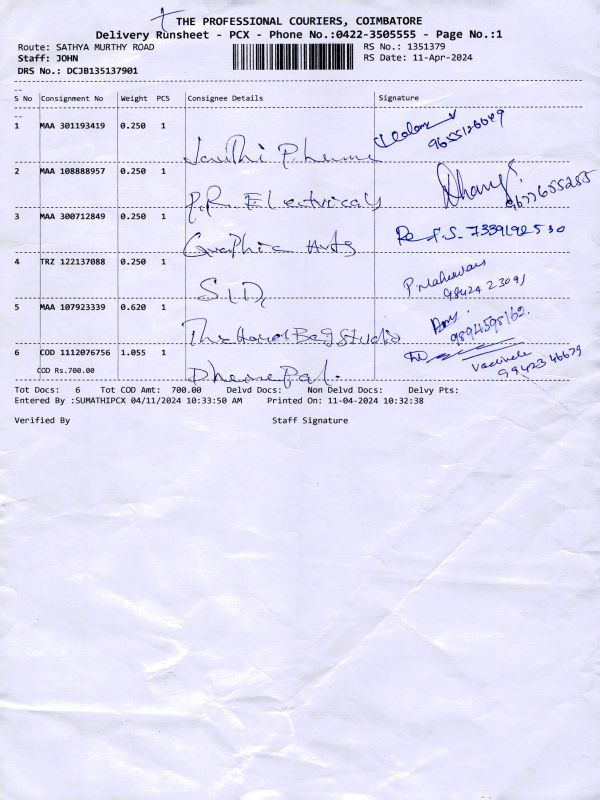 THE PROFESSIONAL COURIERS, COIMBATORE
Delivery Runsheet - PCX - Phone No.:0422-3505555 - Page No.:1
Route: SATHYA MURTHY ROAD RS No.: 1351379
Staff: JOHN RS Date: 11-Apr-2024
DRS No.: DCJB135137901
S No Consignment No Weight PCS Consignee Details Signature
1 MAA 301193419 0.250 1
2 MAA 108888957 0.250 1 P.R. Electricals 9677655255
3 MAA 300712849 0.250 1 Graphic Arts 7339192530
4 TRZ 122137088 0.250 1 S.I.D,
9842423091
5 MAA 107923339 0.620 1 The Hand Bag Studio
9894598162.
6 COD 1112076756 1.055 1
COD Rs.700.00 9942346679
Tot Docs: 6 Tot COD Amt: 700.00 Delvd Docs: Non Delvd Docs: Delvy Pts:
Entered By :SUMATHIPCX 04/11/2024 10:33:50 AM Printed On: 11-04-2024 10:32:38
Verified By Staff Signature